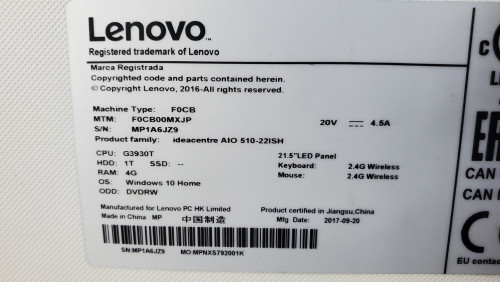 Lenovo™
Registered trademark of Lenovo
Marca Registrada
Copyrighted code and parts contained herein.
© Copyright Lenovo, 2016-All rights reserved.
Machine Type: F0CB
MTM: F0CB00MXJP 20V ⎓ 4.5A
S/N: MP1A6JZ9
Product family: ideacentre AIO 510-22ISH
CPU: G3930T 21.5"LED Panel
HDD: 1T SSD: -- Keyboard: 2.4G Wireless
RAM: 4G Mouse: 2.4G Wireless
OS: Windows 10 Home
ODD: DVDRW
Manufactured for Lenovo PC HK Limited Product certified in Jiangsu,China
Made in China MP 中国制造 Mfg Date: 2017-09-20
SN:MP1A6JZ9 MO:MPNXS792001K
CAN
CAN
EU contac